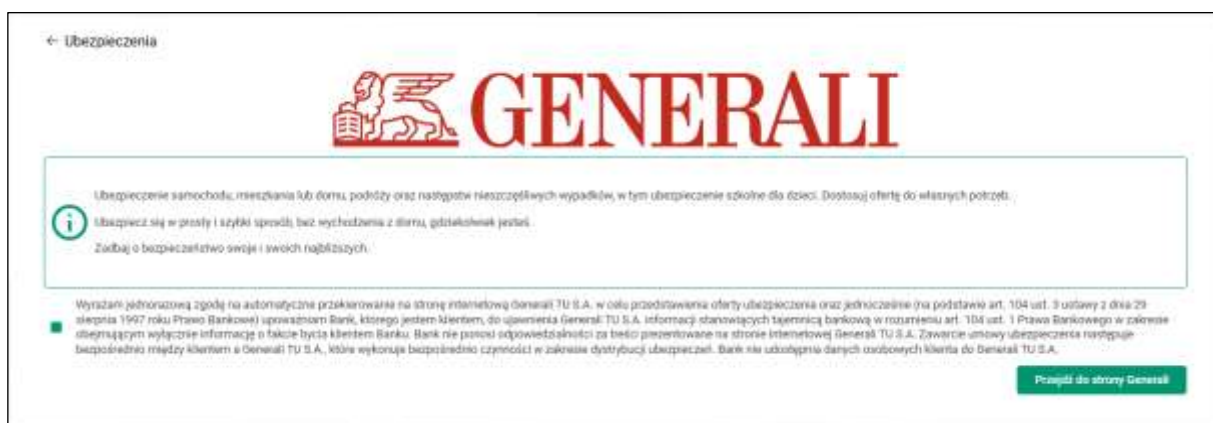 ← Ubezpieczenia
GENERALI
Ubezpieczenie samochodu, mieszkania lub domu, podróży oraz następstw nieszczęśliwych wypadków, w tym ubezpieczenie szkolne dla dzieci. Dostosuj ofertę do własnych potrzeb.
Ubezpiecz się w prosty i szybki sposób, bez wychodzenia z domu, gdziekolwiek jesteś.
Zadbaj o bezpieczeństwo swoje i swoich najbliższych.
Wyrażam jednorazową zgodę na automatyczne przekierowanie na stronę internetową Generali TU S.A. w celu przedstawienia oferty ubezpieczenia oraz jednocześnie (na podstawie art. 104 ust. 3 ustawy z dnia 29
sierpnia 1997 roku Prawo Bankowe) upoważniam Bank, którego jestem klientem, do ujawnienia Generali TU S.A. informacji stanowiących tajemnicą bankową w rozumieniu art. 104 ust. 1 Prawa Bankowego w zakresie
obejmującym wyłącznie informację o fakcie bycia klientem Banku. Bank nie ponosi odpowiedzialności za treści prezentowane na stronie internetowej Generali TU S.A. Zawarcie umowy ubezpieczenia następuje
bezpośrednio między klientem a Generali TU S.A., które wykonuje bezpośrednio czynności w zakresie dystrybucji ubezpieczeń. Bank nie udostępnia danych osobowych klienta do Generali TU S.A.
Przejdź do strony Generali